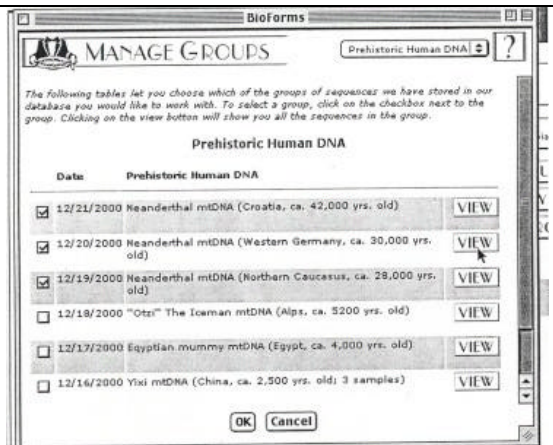 BioForms
MANAGE GROUPS
Prehistoric Human DNA
?
The following tables let you choose which of the groups of sequences we have stored in our
database you would like to work with. To select a group, click on the checkbox next to the
group. Clicking on the view button will show you all the sequences in the group.
Prehistoric Human DNA
Date Prehistoric Human DNA
12/21/2000 Neanderthal mtDNA (Croatia, ca. 42,000 yrs. old) VIEW
12/20/2000 Neanderthal mtDNA (Western Germany, ca. 30,000 yrs.
old) VIEW
12/19/2000 Neanderthal mtDNA (Northern Caucasus, ca. 28,000 yrs.
old) VIEW
12/18/2000 "Otzi" The Iceman mtDNA (Alps, ca. 5200 yrs. old) VIEW
12/17/2000 Egyptian mummy mtDNA (Egypt, ca. 4,000 yrs. old) VIEW
12/16/2000 Yixi mtDNA (China, ca. 2,500 yrs. old; 3 samples) VIEW
OK Cancel